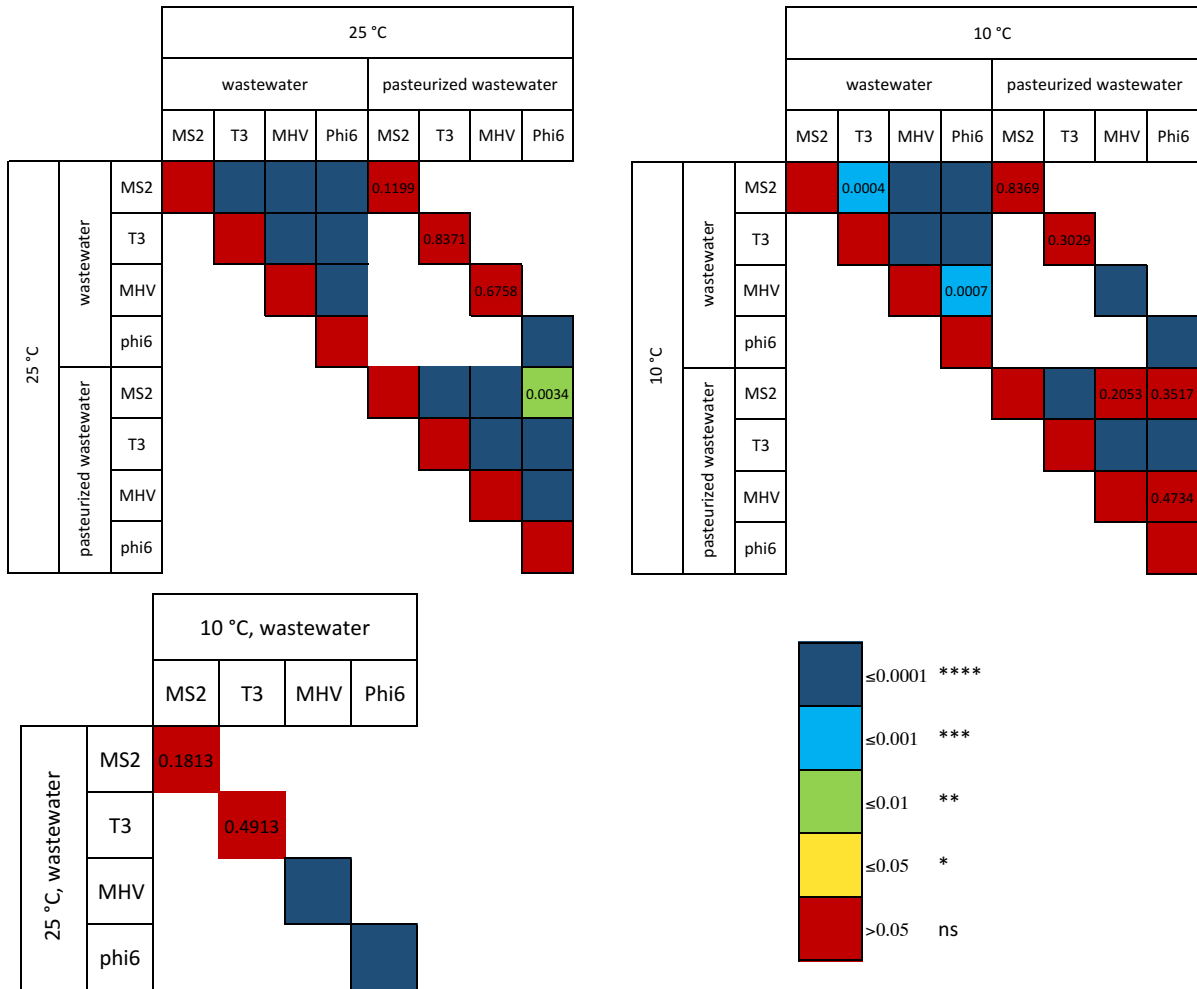 25 °C
wastewater pasteurized wastewater
MS2 T3 MHV Phi6 MS2 T3 MHV Phi6
25 °C
wastewater
MS2 0.1199
T3 0.8371
MHV 0.6758
phi6
pasteurized wastewater
MS2 0.0034
T3
MHV
phi6
10 °C
wastewater pasteurized wastewater
MS2 T3 MHV Phi6 MS2 T3 MHV Phi6
10 °C
wastewater
MS2 0.0004 0.8369
T3 0.3029
MHV 0.0007
phi6
pasteurized wastewater
MS2 0.2053 0.3517
T3
MHV 0.4734
phi6
10 °C, wastewater
MS2 T3 MHV Phi6
25 °C, wastewater
MS2 0.1813
T3 0.4913
MHV
phi6
≤0.0001 ****
≤0.001 ***
≤0.01 **
≤0.05 *
>0.05 ns